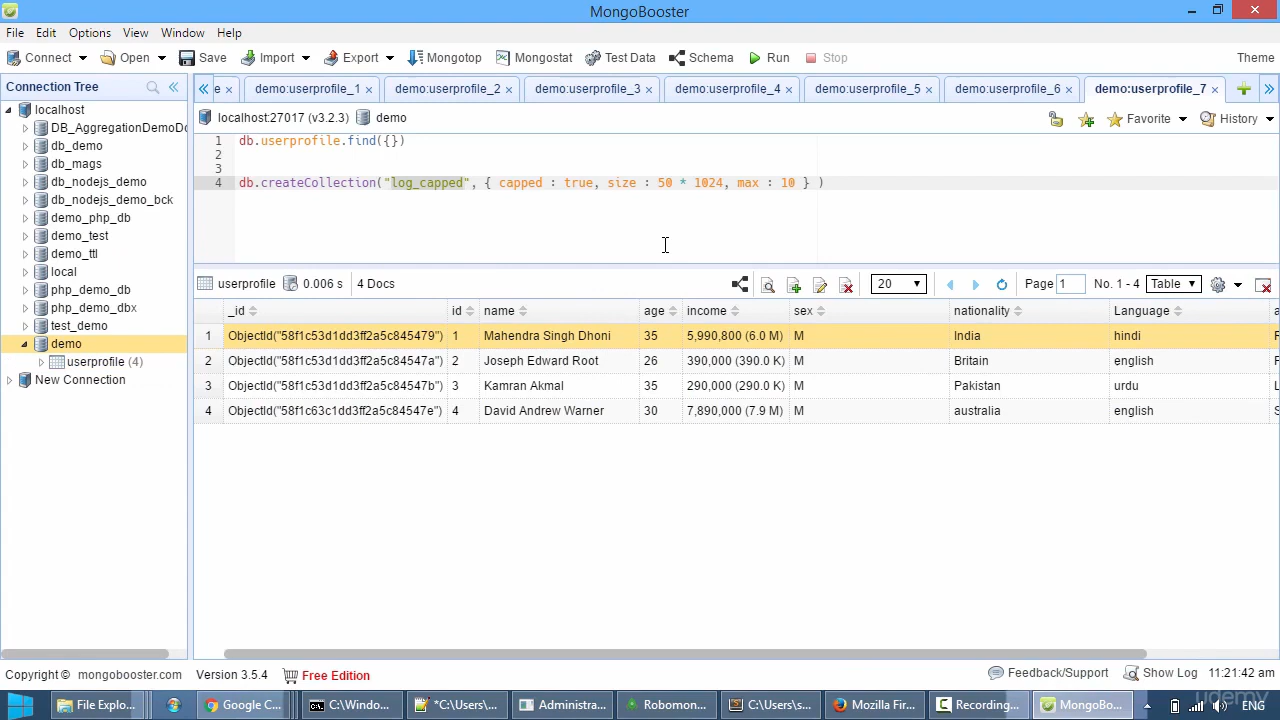 MongoBooster
File Edit Options View Window Help
Connect Open Save Import Export Mongotop Mongostat Test Data Schema Run Stop Theme
Connection Tree
e demo:userprofile_1 demo:userprofile_2 demo:userprofile_3 demo:userprofile_4 demo:userprofile_5 demo:userprofile_6 demo:userprofile_7
localhost
DB_AggregationDemoDo
db_demo
db_mags
db_nodejs_demo
db_nodejs_demo_bck
demo_php_db
demo_test
demo_ttl
local
php_demo_db
php_demo_dbx
test_demo
demo
userprofile (4)
New Connection
localhost:27017 (v3.2.3) demo Favorite History
1 db.userprofile.find({})
2
3
4 db.createCollection("log_capped", { capped : true, size : 50 * 1024, max : 10 } )
userprofile 0.006 s 4 Docs 20 Page 1 No. 1 - 4 Table
_id id name age income sex nationality Language a
1 ObjectId("58f1c53d1dd3ff2a5c845479") 1 Mahendra Singh Dhoni 35 5,990,800 (6.0 M) M India hindi
2 ObjectId("58f1c53d1dd3ff2a5c84547a") 2 Joseph Edward Root 26 390,000 (390.0 K) M Britain english
3 ObjectId("58f1c53d1dd3ff2a5c84547b") 3 Kamran Akmal 35 290,000 (290.0 K) M Pakistan urdu
4 ObjectId("58f1c63c1dd3ff2a5c84547e") 4 David Andrew Warner 30 7,890,000 (7.9 M) M australia english
Copyright © mongobooster.com Version 3.5.4 Free Edition Feedback/Support Show Log 11:21:42 am
File Explo... Google C... C:\Windo... *C:\Users\... Administra... Robomon... C:\Users\s... Mozilla Fir... Recording... MongoBo... ENG
udemy